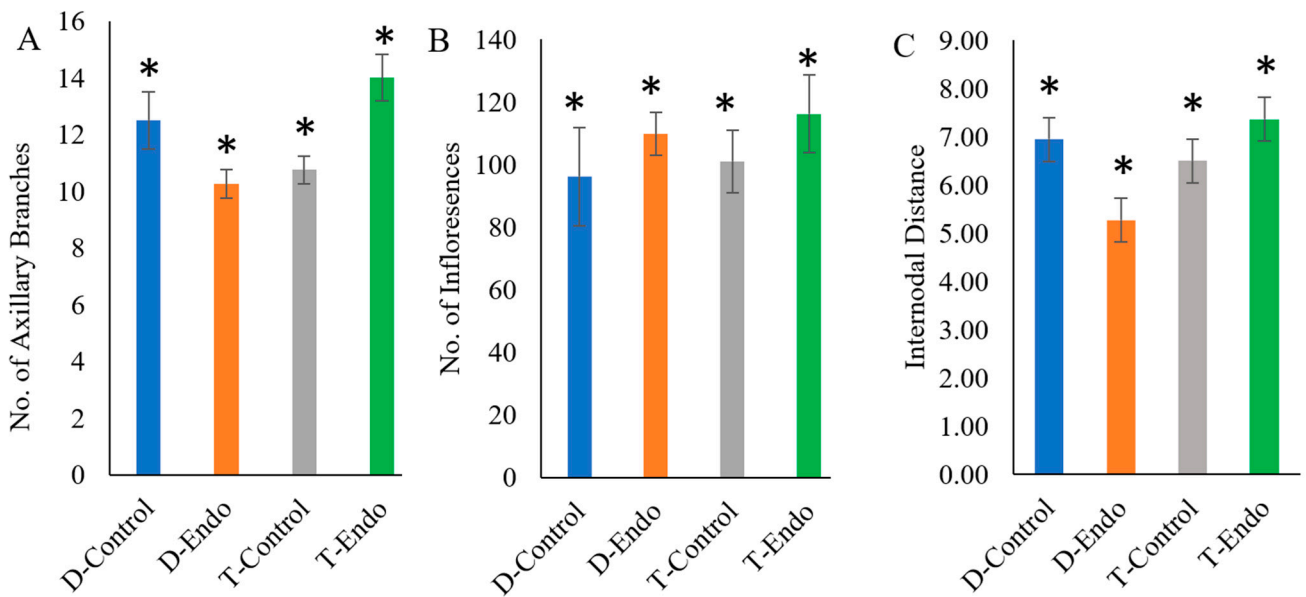 A
No. of Axillary Branches
16
14
12
10
8
6
4
2
0
* * * *
D-Control
D-Endo
T-Control
T-Endo
B
No. of Infloresences
140
120
100
80
60
40
20
0
* * * *
D-Control
D-Endo
T-Control
T-Endo
C
Internodal Distance
9.00
8.00
7.00
6.00
5.00
4.00
3.00
2.00
1.00
0.00
* * * *
D-Control
D-Endo
T-Control
T-Endo